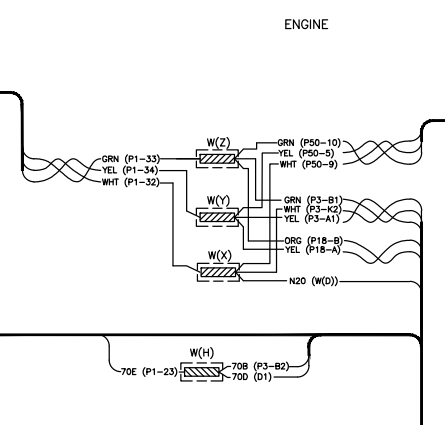 ENGINE
W(Z)
GRN (P50-10)
YEL (P50-5)
WHT (P50-9)
GRN (P1-33)
YEL (P1-34)
WHT (P1-32)
W(Y)
GRN (P3-B1)
WHT (P3-K2)
YEL (P3-A1)
ORG (P18-B)
YEL (P18-A)
W(X)
N20 (W(D))
W(H)
70E (P1-23)
70B (P3-B2)
70D (D1)